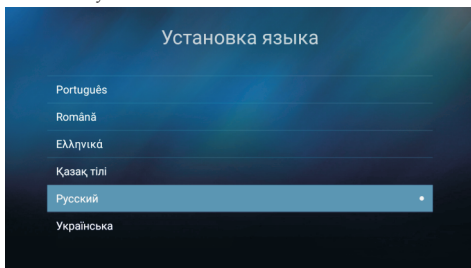 Установка языка
Português
Română
Ελληνικά
Қазақ тілі
Русский
Українська